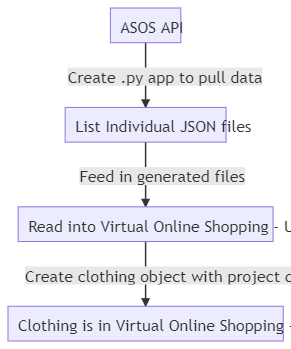 ASOS API
Create .py app to pull data
List Individual JSON files
Feed in generated files
Read into Virtual Online Shopping - U
Create clothing object with project c
Clothing is in Virtual Online Shopping -